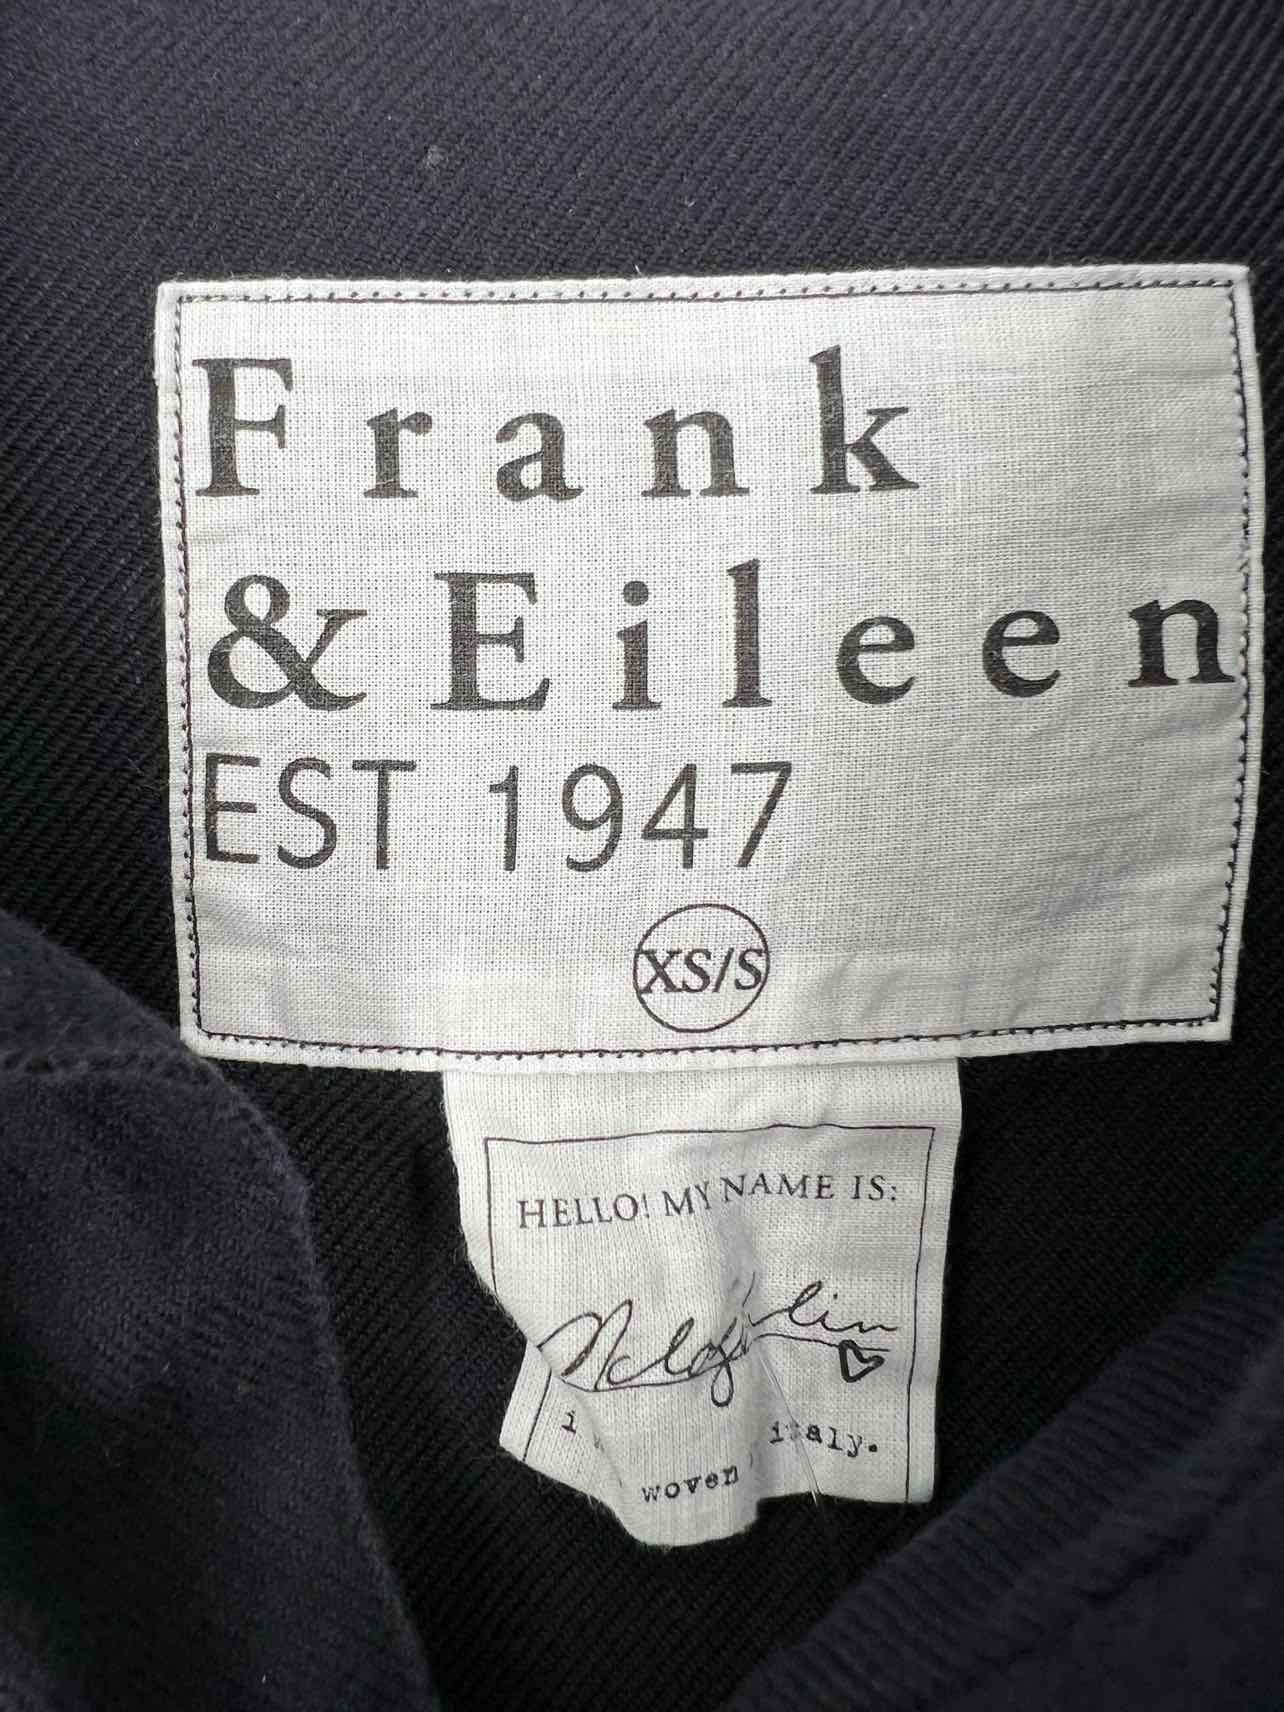 Frank
& Eileen
EST 1947
XS/S
HELLO! MY NAME IS:
i italy.
woven